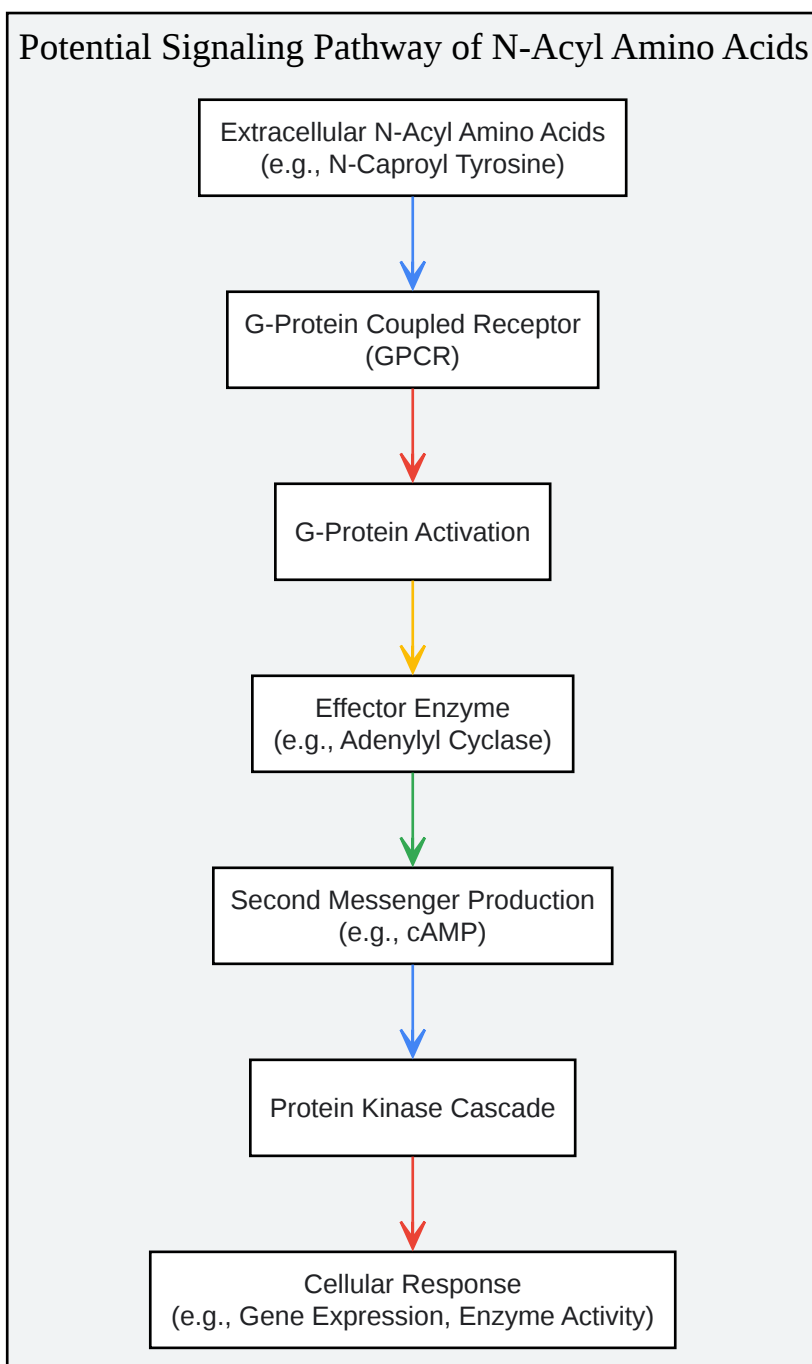 Potential Signaling Pathway of N-Acyl Amino Acids
Extracellular N-Acyl Amino Acids
(e.g., N-Caproyl Tyrosine)
G-Protein Coupled Receptor
(GPCR)
G-Protein Activation
Effector Enzyme
(e.g., Adenylyl Cyclase)
Second Messenger Production
(e.g., cAMP)
Protein Kinase Cascade
Cellular Response
(e.g., Gene Expression, Enzyme Activity)